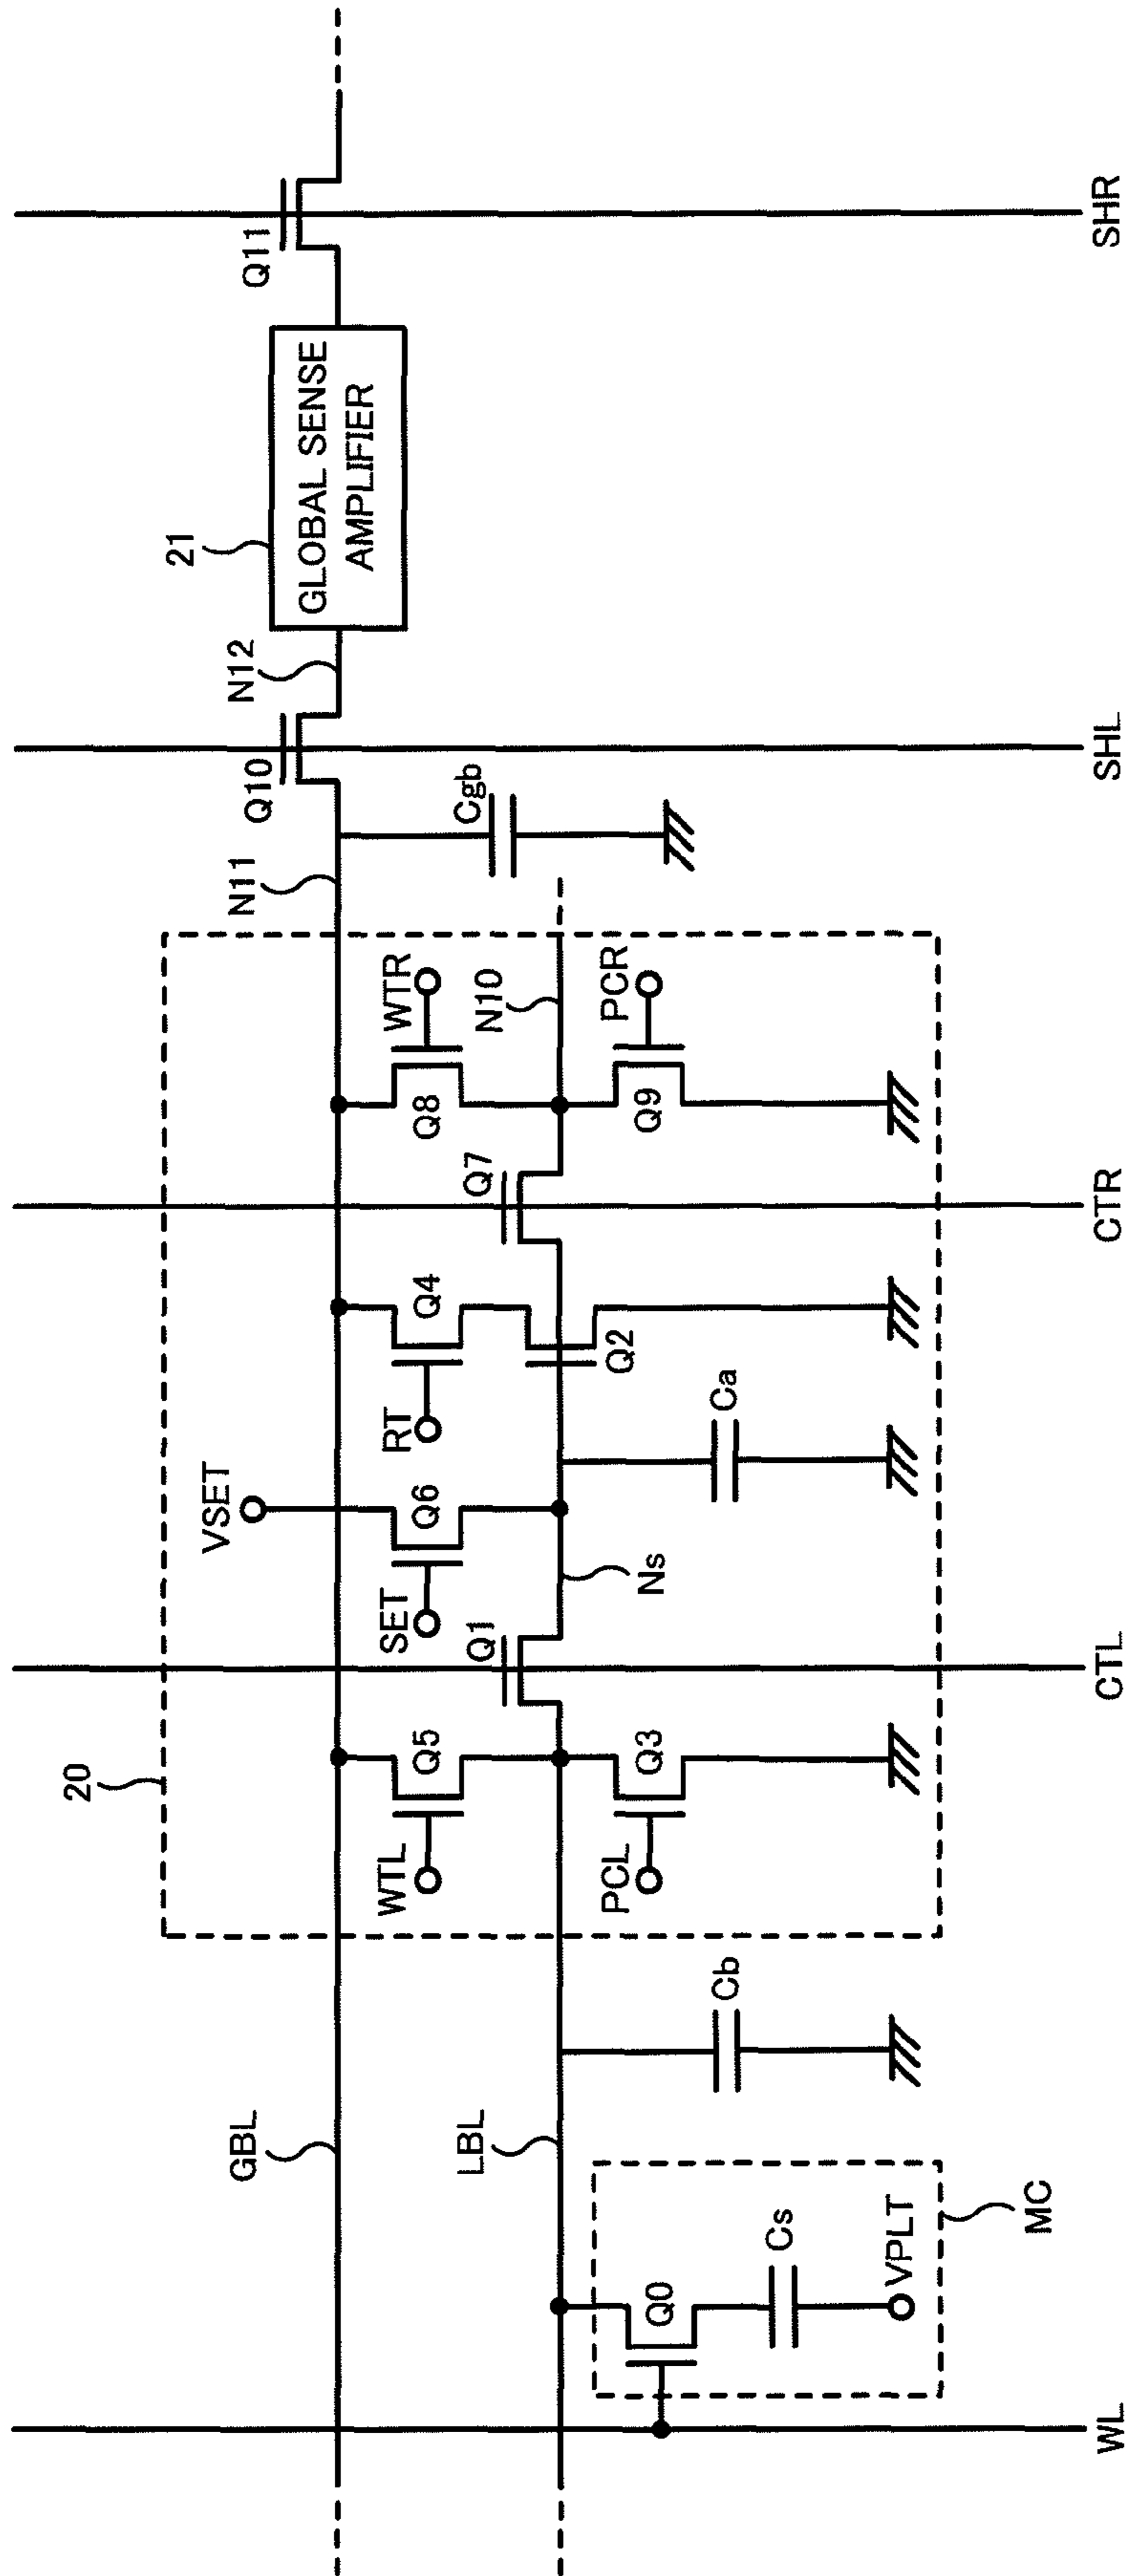 VSET
SET
Q6
RT
Q4
WTR
Q8
WTL
Q5
Q1
Ns
Q2
Q7
N10
PCL
Q3
Ca
Q9
PCR
20
GBL
LBL
Cb
Q0
Cs
VPLT
MC
WL
CTL
CTR
N11
Cgb
Q10
N12
21
GLOBAL SENSE
AMPLIFIER
Q11
SHL
SHR